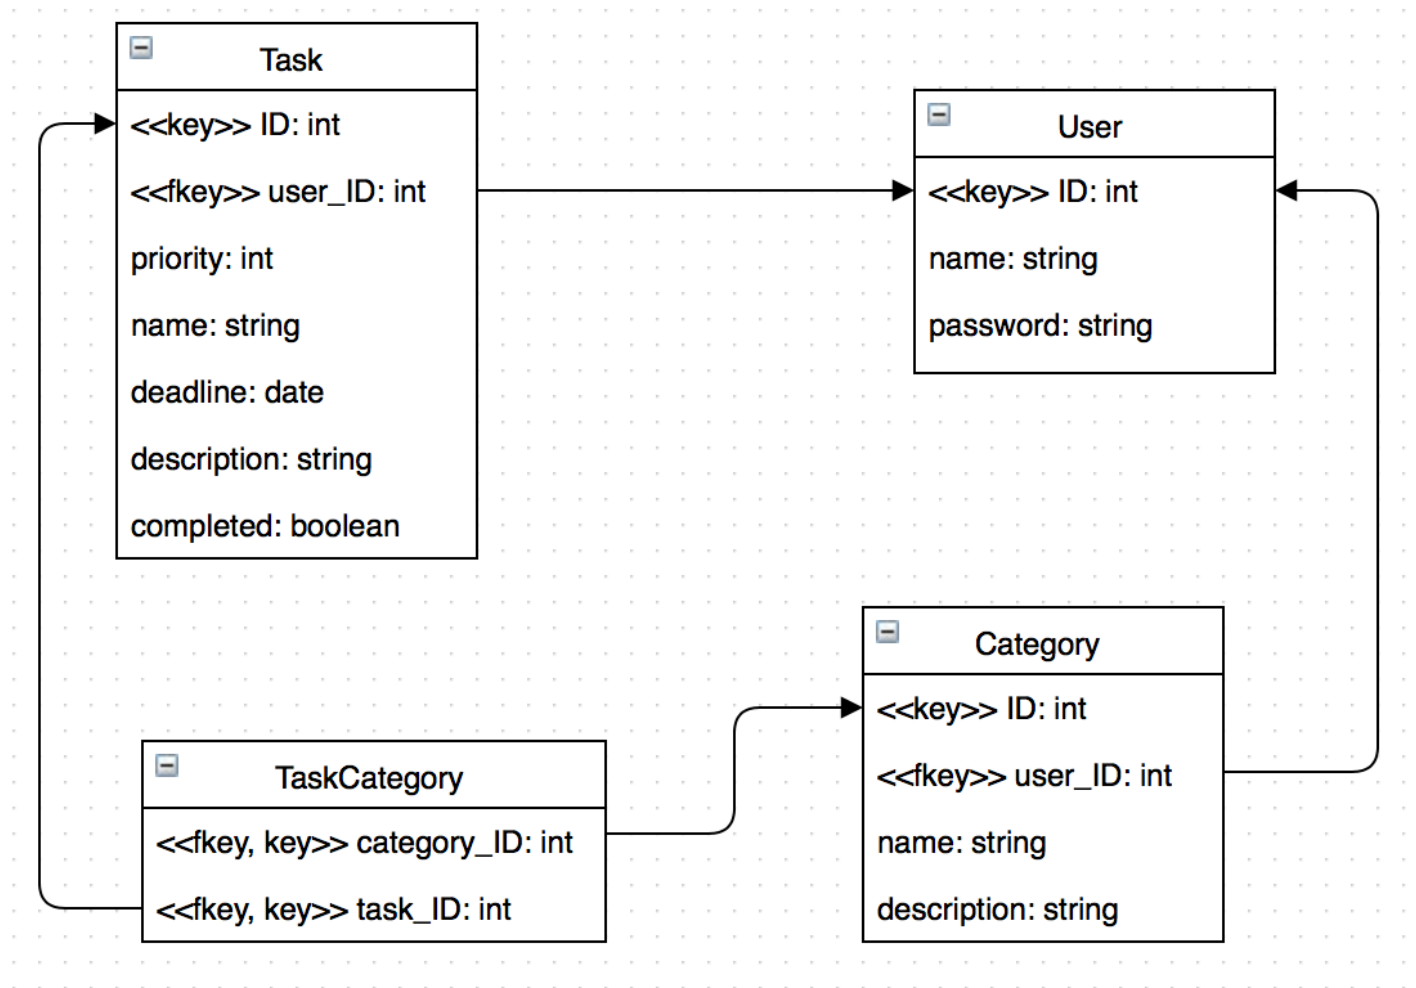 Task
<<key>> ID: int
<<fkey>> user_ID: int
priority: int
name: string
deadline: date
description: string
completed: boolean
User
<<key>> ID: int
name: string
password: string
TaskCategory
<<fkey, key>> category_ID: int
<<fkey, key>> task_ID: int
Category
<<key>> ID: int
<<fkey>> user_ID: int
name: string
description: string